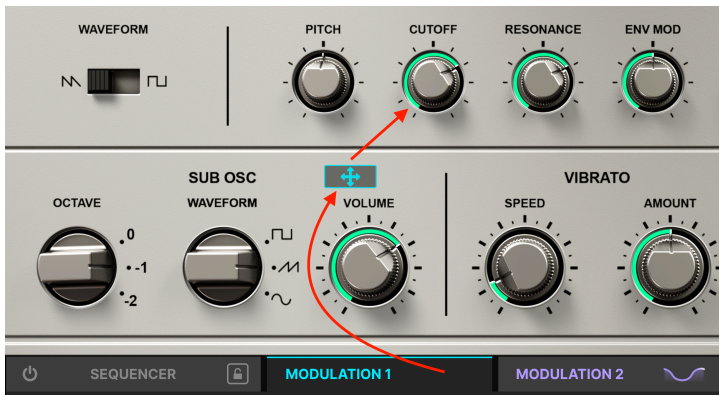 WAVEFORM
PITCH
CUTOFF
RESONANCE
ENV MOD
SUB OSC
VIBRATO
OCTAVE
WAVEFORM
VOLUME
SPEED
AMOUNT
0
-1
-2
SEQUENCER
MODULATION 1
MODULATION 2